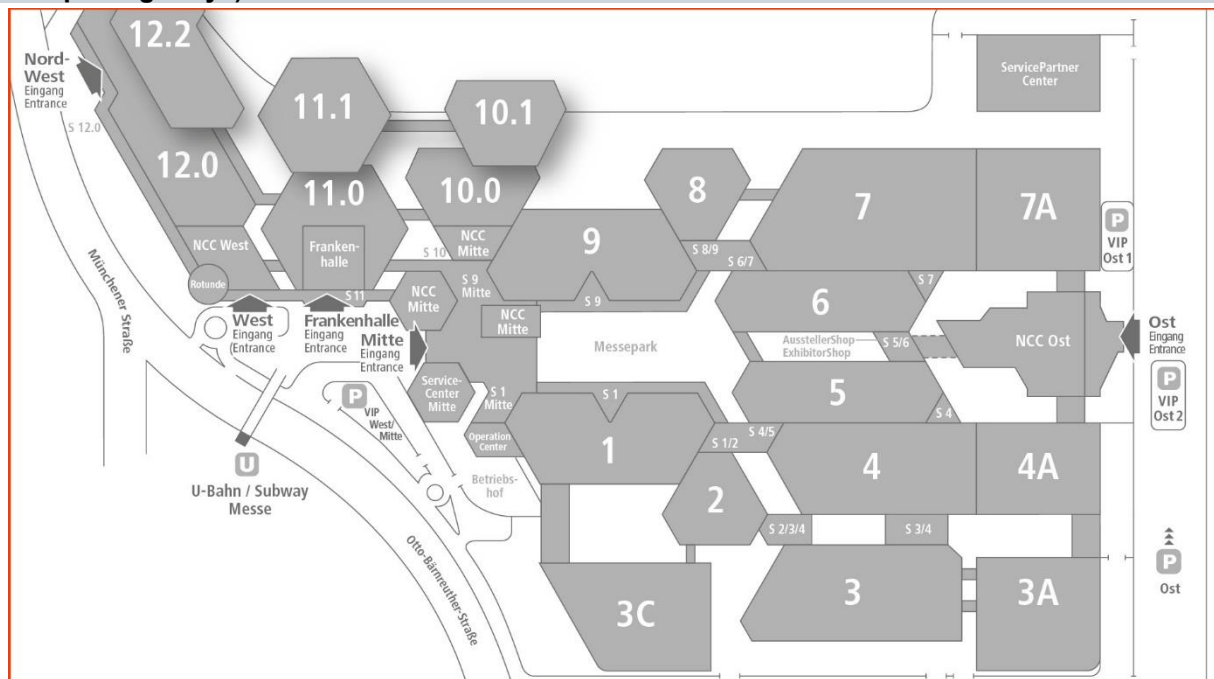 12.2
Nord-
West
Eingang
Entrance
S 12.0
12.0
11.1
10.1
11.0
10.0
NCC West
Franken-
halle
S 10
NCC
Mitte
Rotunde
S 11
NCC
Mitte
S 9
Mitte
NCC
Mitte
9
S 9
8
S 8/9
S 6/7
7
7A
ServicePartner
Center
P
VIP
Ost 1
6
S 7
AusstellerShop
ExhibitorShop
S 5/6
NCC Ost
Ost
Eingang
Entrance
P
VIP
Ost 2
5
S 4
Messepark
West
Eingang
(Entrance
Frankenhalle
Eingang
Entrance
Mitte
Eingang
Entrance
Münchener Straße
Service-
Center
Mitte
S 1
Mitte
S 1
P
VIP
West/
Mitte
Operation
Center
1
S 1/2
S 4/5
4
4A
U
U-Bahn / Subway
Messe
Betriebs-
hof
2
S 2/3/4
S 3/4
Otto-Bärnreuther-Straße
3C
3
3A
P
Ost